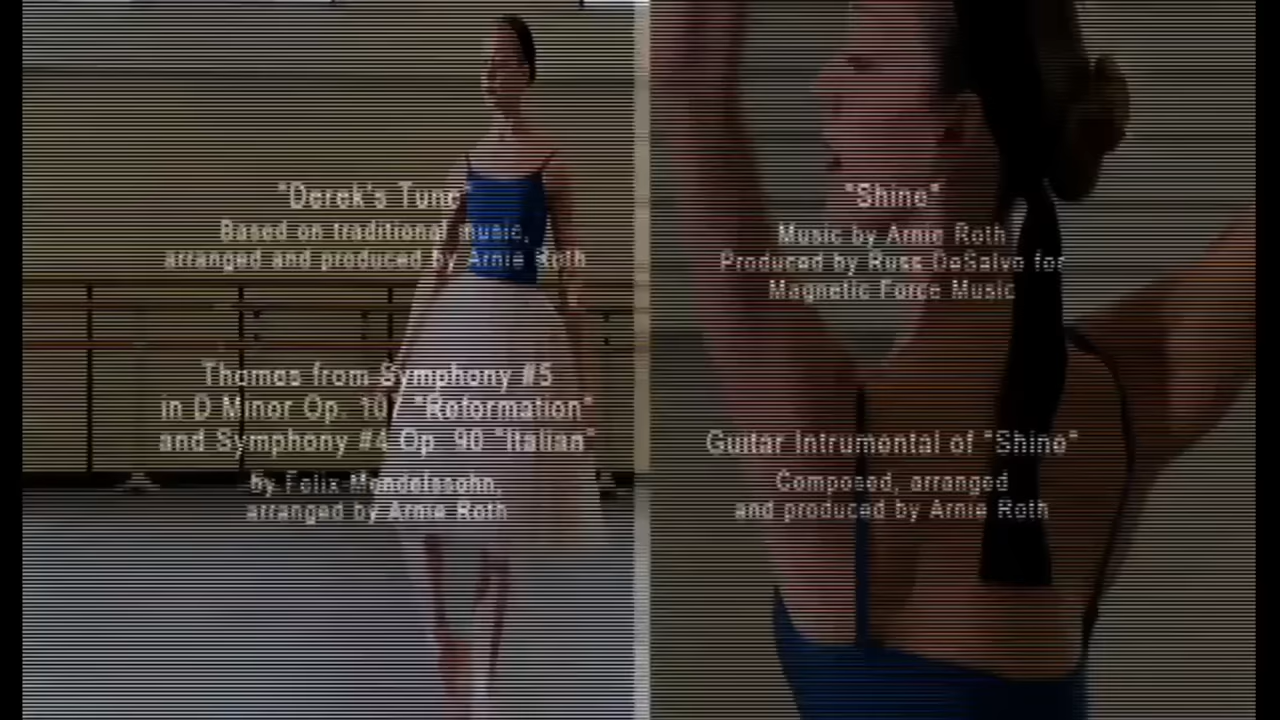 "Derek's Tune"
Based on traditional music,
arranged and produced by Arnie Roth
Themes from Symphony #5
in D Minor Op. 107 "Reformation"
and Symphony #4 Op. 90 "Italian"
by Felix Mendelssohn,
arranged by Arnie Roth
"Shine"
Music by Arnie Roth
Produced by Russ DeSalvo for
Magnetic Force Music
Guitar Intrumental of "Shine"
Composed, arranged
and produced by Arnie Roth